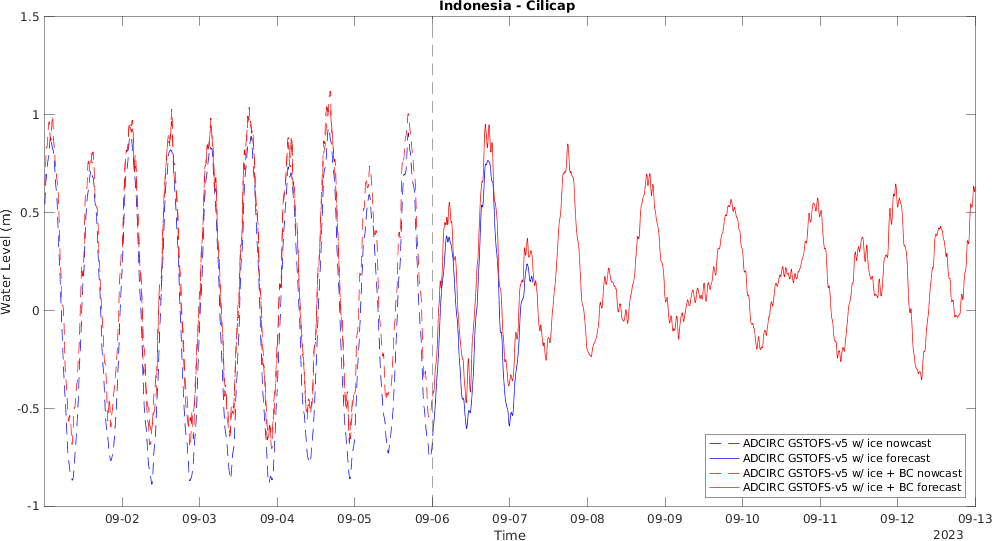 Indonesia - Cilicap
1.5
1
0.5
0
-0.5
-1
Water Level (m)
09-02 09-03 09-04 09-05 09-06 09-07 09-08 09-09 09-10 09-11 09-12 09-13
Time
2023
ADCIRC GSTOFS-v5 w/ ice nowcast
ADCIRC GSTOFS-v5 w/ ice forecast
ADCIRC GSTOFS-v5 w/ ice + BC nowcast
ADCIRC GSTOFS-v5 w/ ice + BC forecast